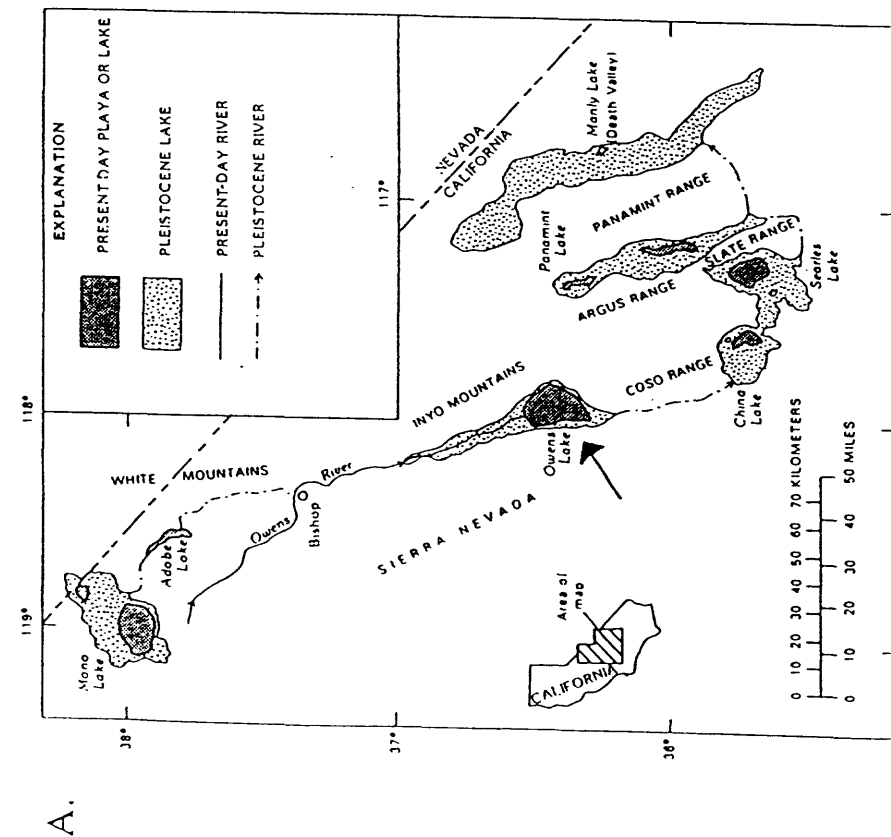 A.
EXPLANATION
PRESENT-DAY PLAYA OR LAKE
PLEISTOCENE LAKE
PRESENT-DAY RIVER
PLEISTOCENE RIVER
119°
118°
117°
38°
37°
36°
NEVADA
CALIFORNIA
Mono
Lake
Adobe
Lake
WHITE MOUNTAINS
Owens
River
Bishop
SIERRA NEVADA
INYO MOUNTAINS
Owens
Lake
COSO RANGE
China
Lake
ARGUS RANGE
Panamint
Lake
PANAMINT RANGE
SLATE RANGE
Searles
Lake
Manly Lake
(Death Valley)
Area of
map
CALIFORNIA
0 10 20 30 40 50 60 70 KILOMETERS
0 10 20 30 40 50 MILES